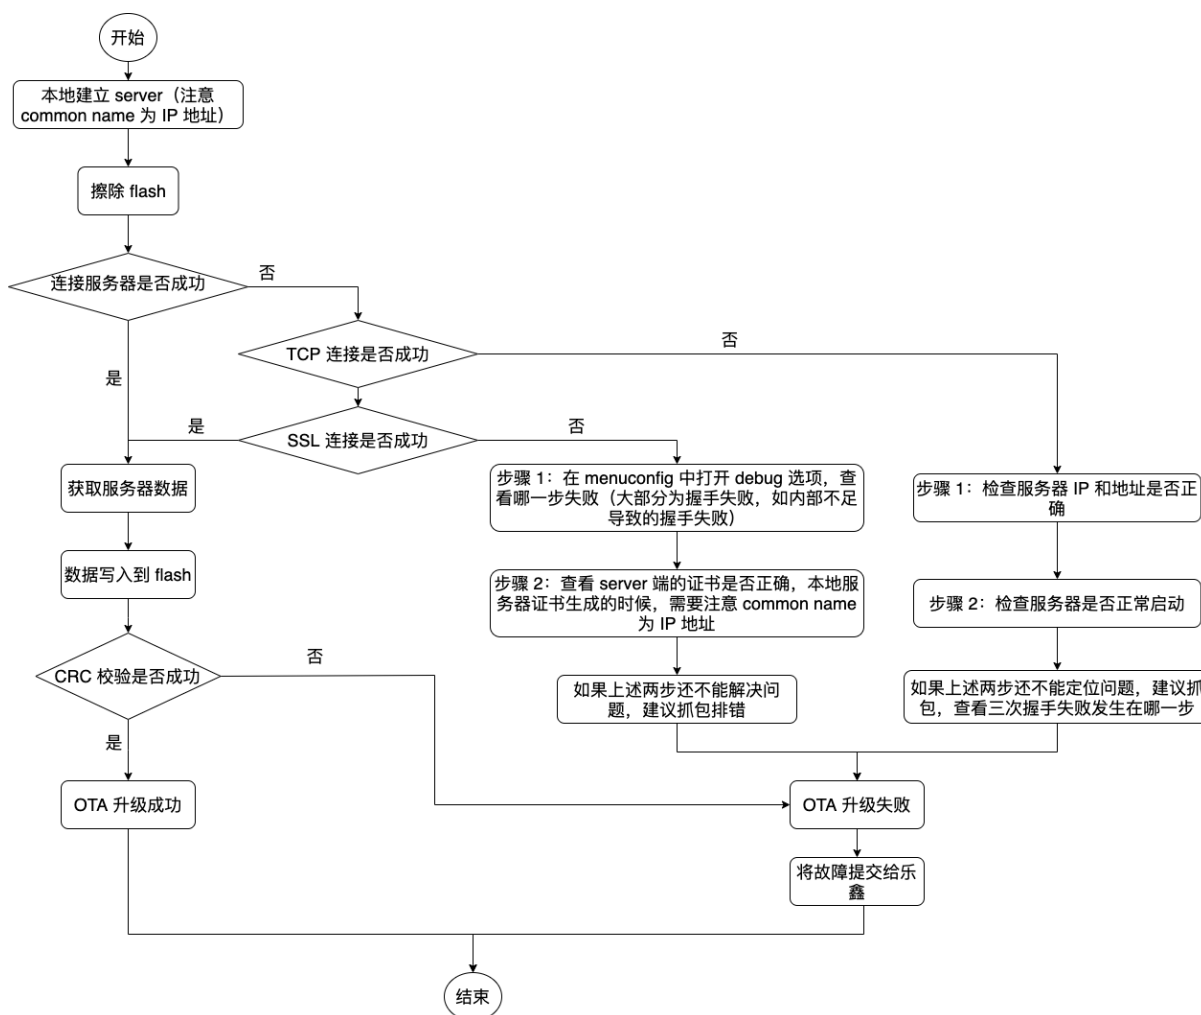 开始
本地建立 server（注意
common name 为 IP 地址）
擦除 flash
连接服务器是否成功
否
TCP 连接是否成功
否
是
SSL 连接是否成功
是
否
获取服务器数据
步骤 1：在 menuconfig 中打开 debug 选项，查
看哪一步失败（大部分为握手失败，如内部不足
导致的握手失败）
步骤 1：检查服务器 IP 和地址是否正
确
数据写入到 flash
步骤 2：查看 server 端的证书是否正确，本地服
务器证书生成的时候，需要注意 common name
为 IP 地址
步骤 2：检查服务器是否正常启动
CRC 校验是否成功
否
如果上述两步还不能解决问
题，建议抓包排错
如果上述两步还不能定位问题，建议抓
包，查看三次握手失败发生在哪一步
是
OTA 升级成功
OTA 升级失败
将故障提交给乐
鑫
结束